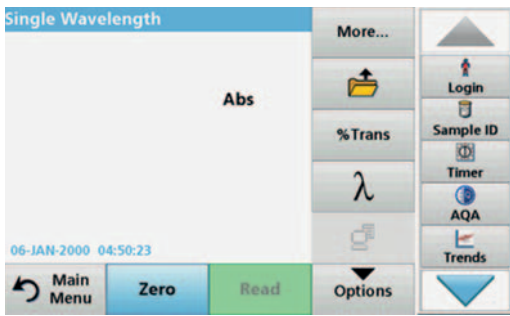 Single Wavelength
Abs
06-JAN-2000 04:50:23
Main
Menu
Zero
Read
More...
%Trans
λ
Options
Login
Sample ID
Timer
AQA
Trends